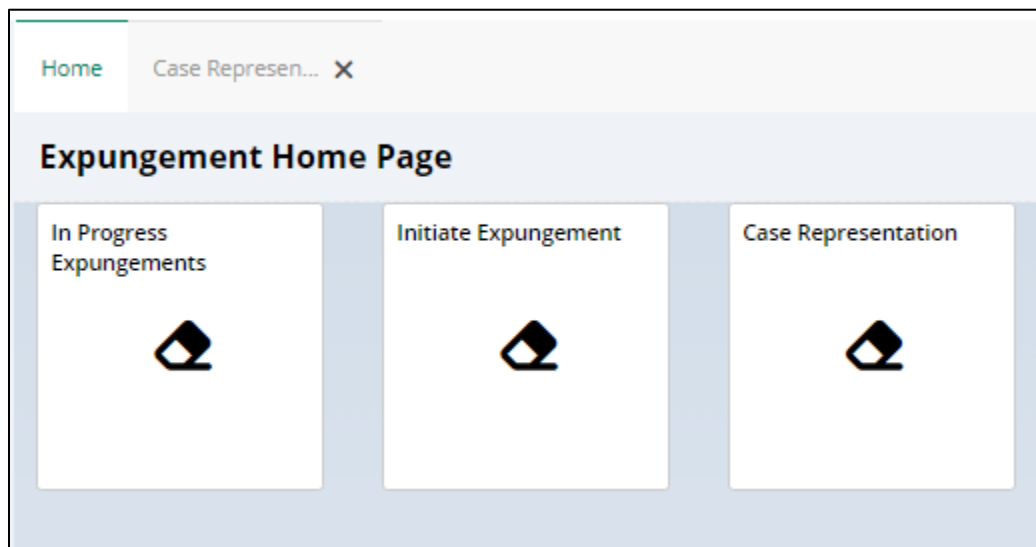 Home
Case Represen...
Expungement Home Page
In Progress
Expungements
Initiate Expungement
Case Representation